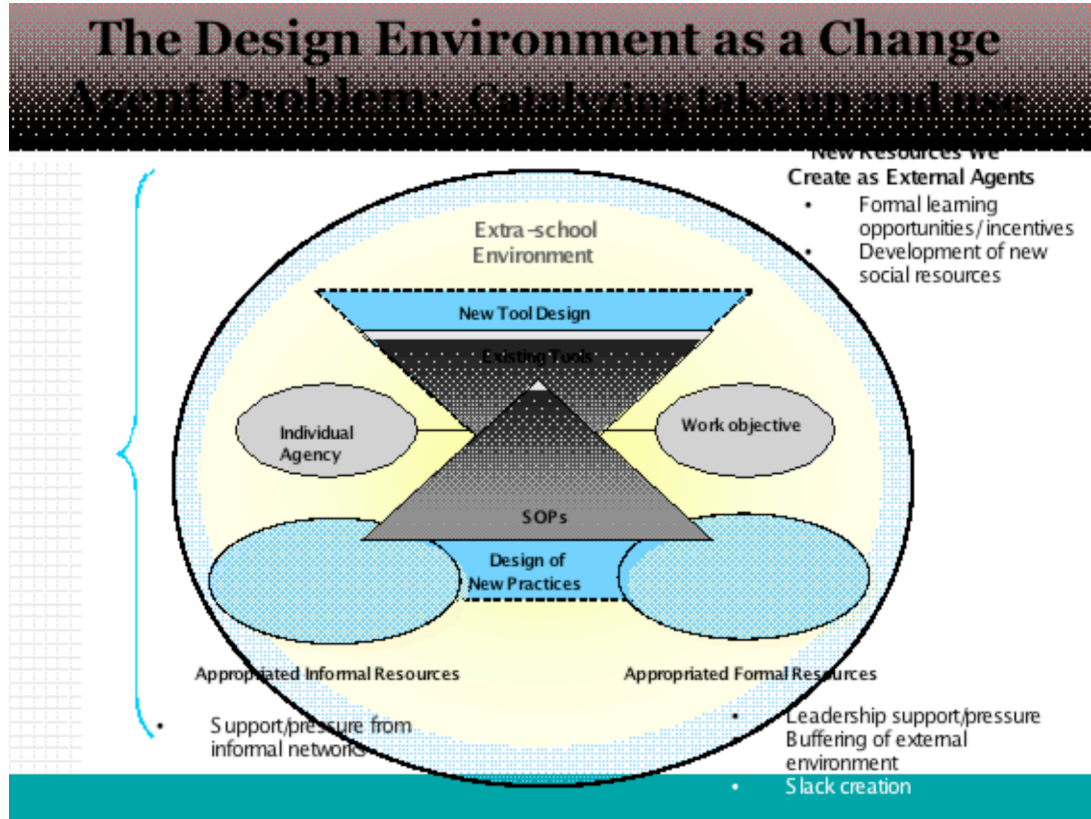 The Design Environment as a Change
Agent Problem: Catalyzing take up and use
New Resources We
Create as External Agents
• Formal learning
opportunities/incentives
• Development of new
social resources
Extra-school
Environment
New Tool Design
Existing Tools
Individual
Agency
Work objective
SOPs
Design of
New Practices
Appropriated Informal Resources
• Support/pressure from
informal networks
Appropriated Formal Resources
• Leadership support/pressure
Buffering of external
environment
• Slack creation